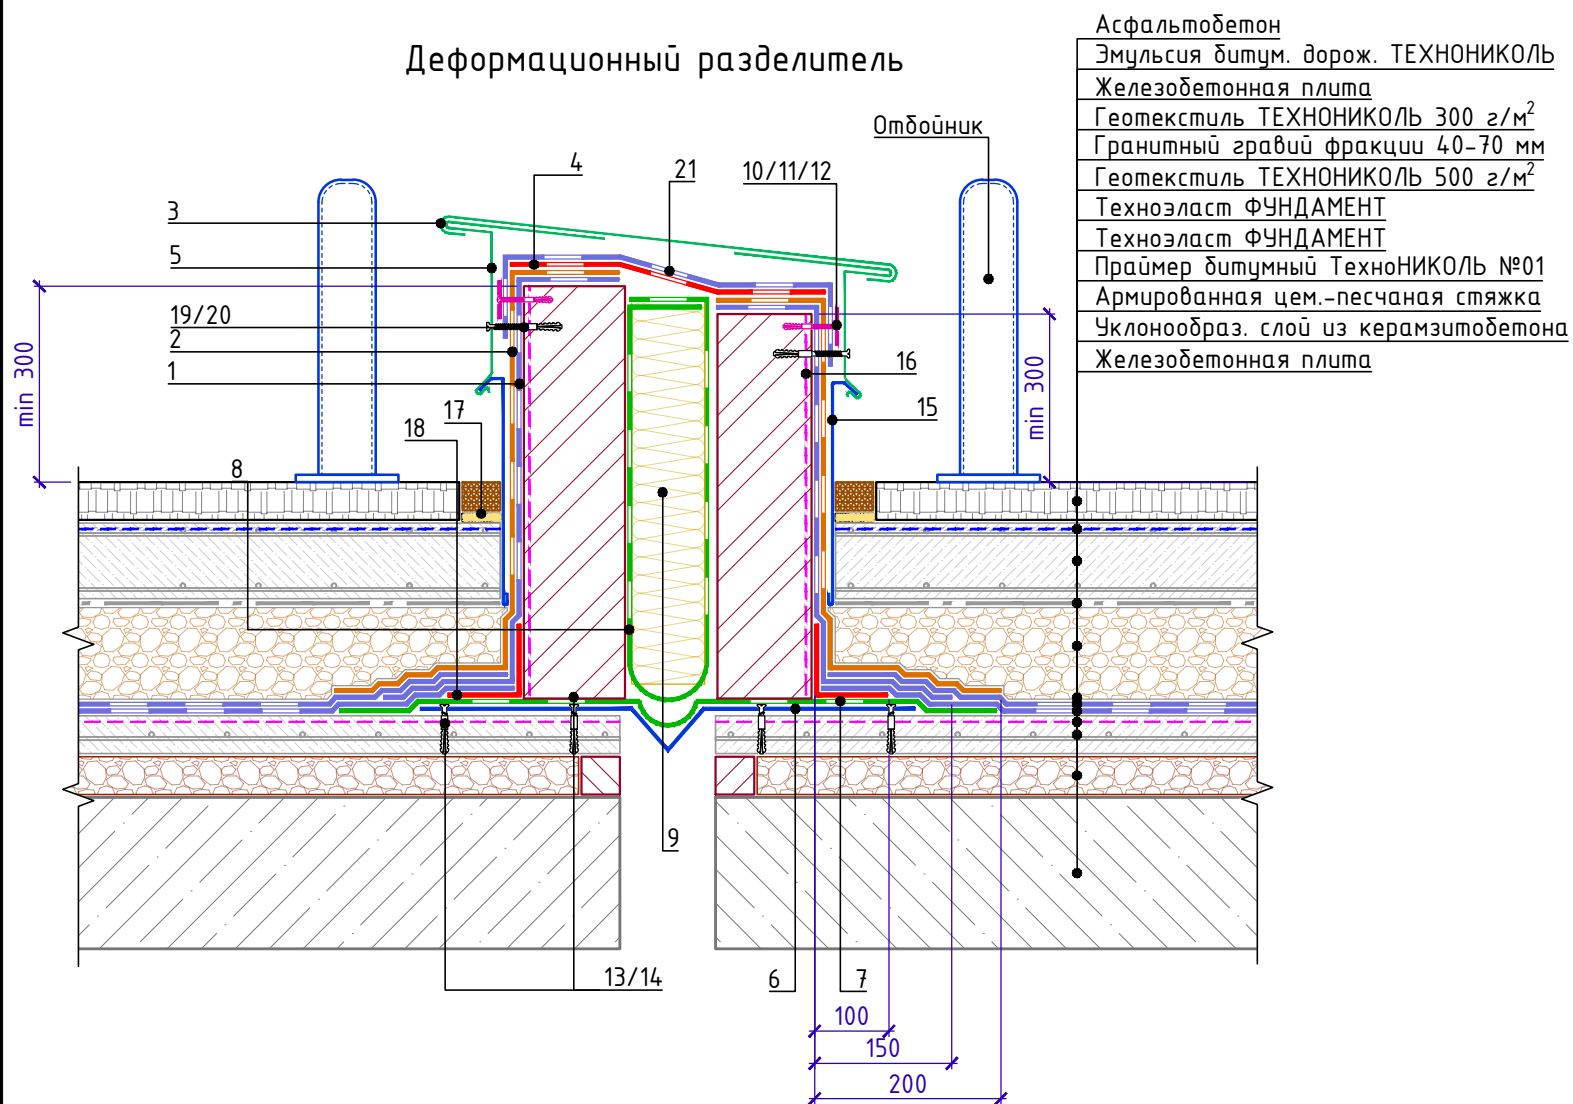 Деформационный разделитель
Асфальтобетон
Эмульсия битум. дорож. ТЕХНОНИКОЛЬ
Железобетонная плита
Геотекстиль ТЕХНОНИКОЛЬ 300 г/м²
Гранитный гравий фракции 40-70 мм
Геотекстиль ТЕХНОНИКОЛЬ 500 г/м²
Техноэласт ФУНДАМЕНТ
Техноэласт ФУНДАМЕНТ
Праймер битумный ТехноНИКОЛЬ №01
Армированная цем.-песчаная стяжка
Уклонообраз. слой из керамзитобетона
Железобетонная плита
Отбойник
4
21
10/11/12
3
5
19/20
2
1
min 300
min 300
16
15
17
18
8
9
13/14
6
7
100
150
200